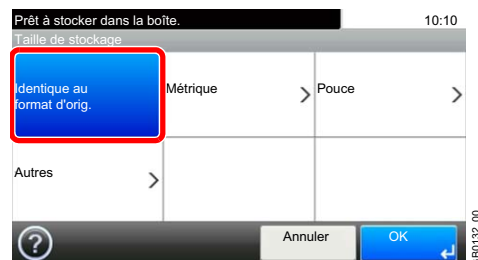 Prêt à stocker dans la boîte.
10:10
Taille de stockage
Identique au
format d'orig.
Métrique
Pouce
Autres
?
Annuler
OK